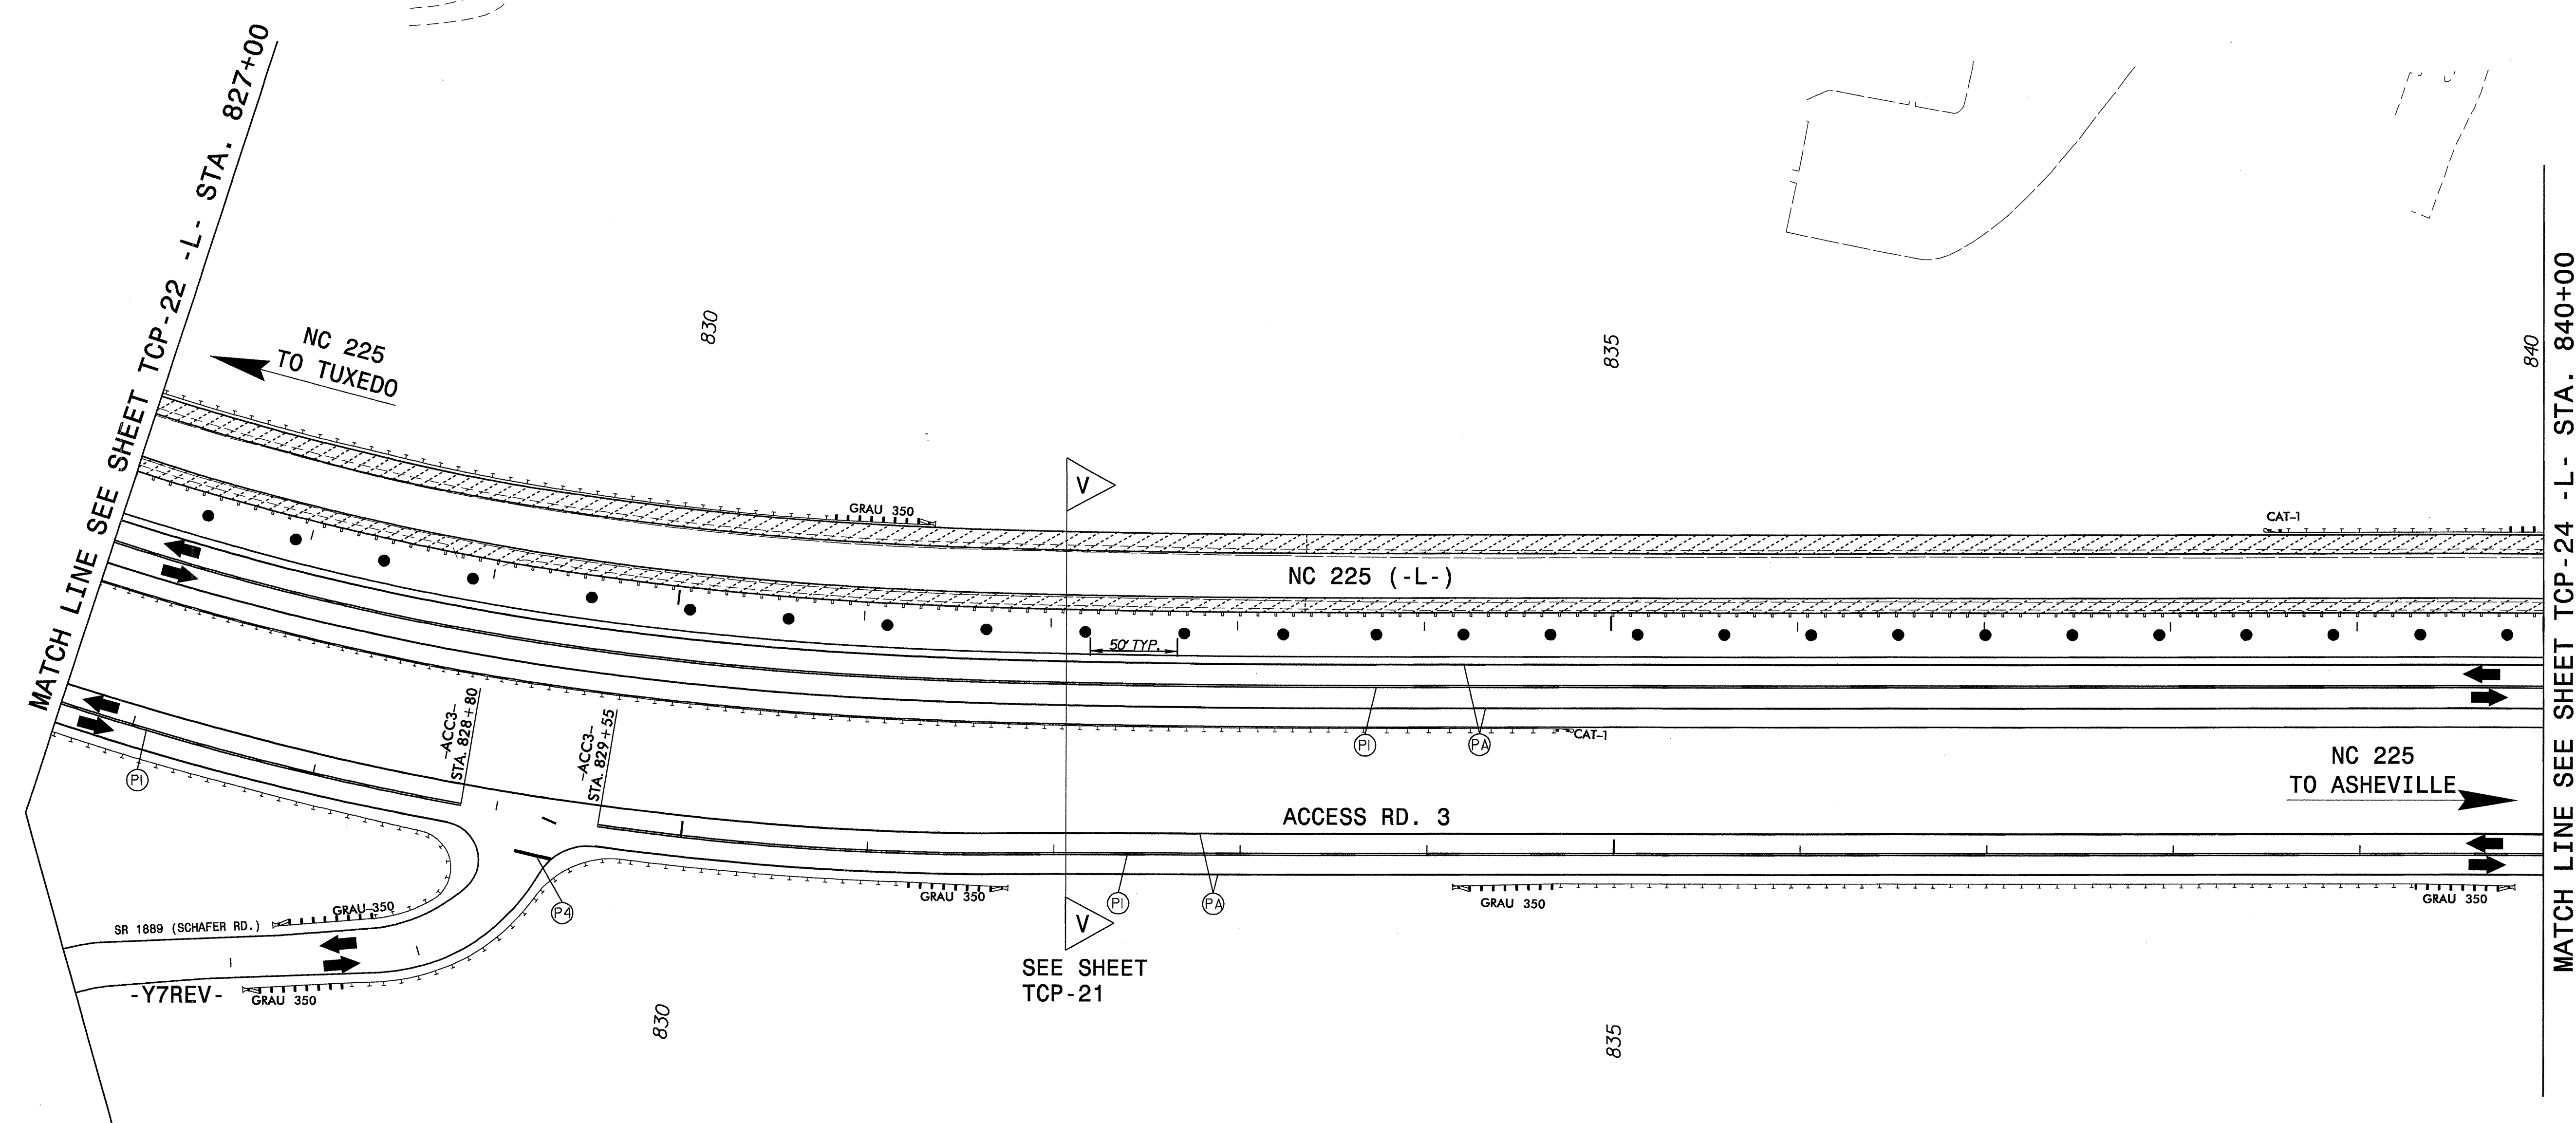 MATCH LINE SEE SHEET TCP-22 -L- STA. 827+00
NC 225
TO TUXEDO
830
835
840
MATCH LINE SEE SHEET TCP-24 -L- STA. 840+00
GRAU 350
V
CAT-1
NC 225 (-L-)
50' TYP.
-ACC3-
STA. 828+80
-ACC3-
STA. 829+55
PI
PI
PA
CAT-1
NC 225
TO ASHEVILLE
ACCESS RD. 3
GRAU 350
PI
PA
GRAU 350
GRAU 350
GRAU-350
P4
SR 1889 (SCHAFER RD.)
V
SEE SHEET
TCP-21
-Y7REV-
GRAU 350
830
835